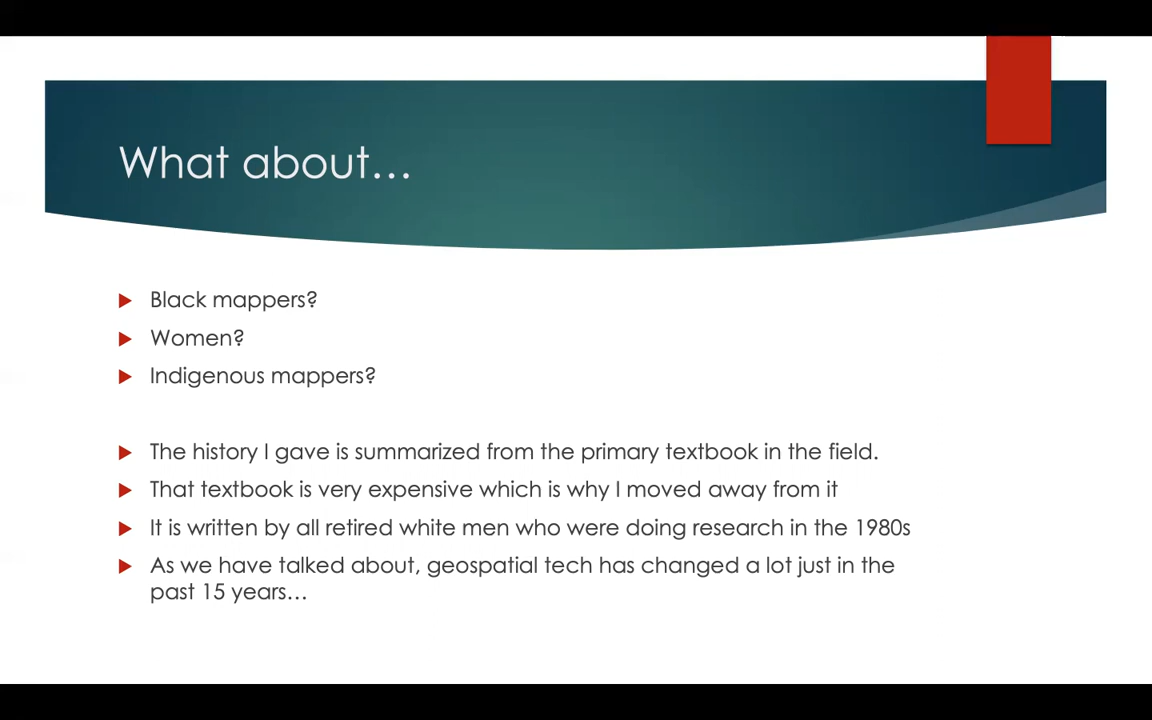 What about…
Black mappers?
Women?
Indigenous mappers?
The history I gave is summarized from the primary textbook in the field.
That textbook is very expensive which is why I moved away from it
It is written by all retired white men who were doing research in the 1980s
As we have talked about, geospatial tech has changed a lot just in the
past 15 years…